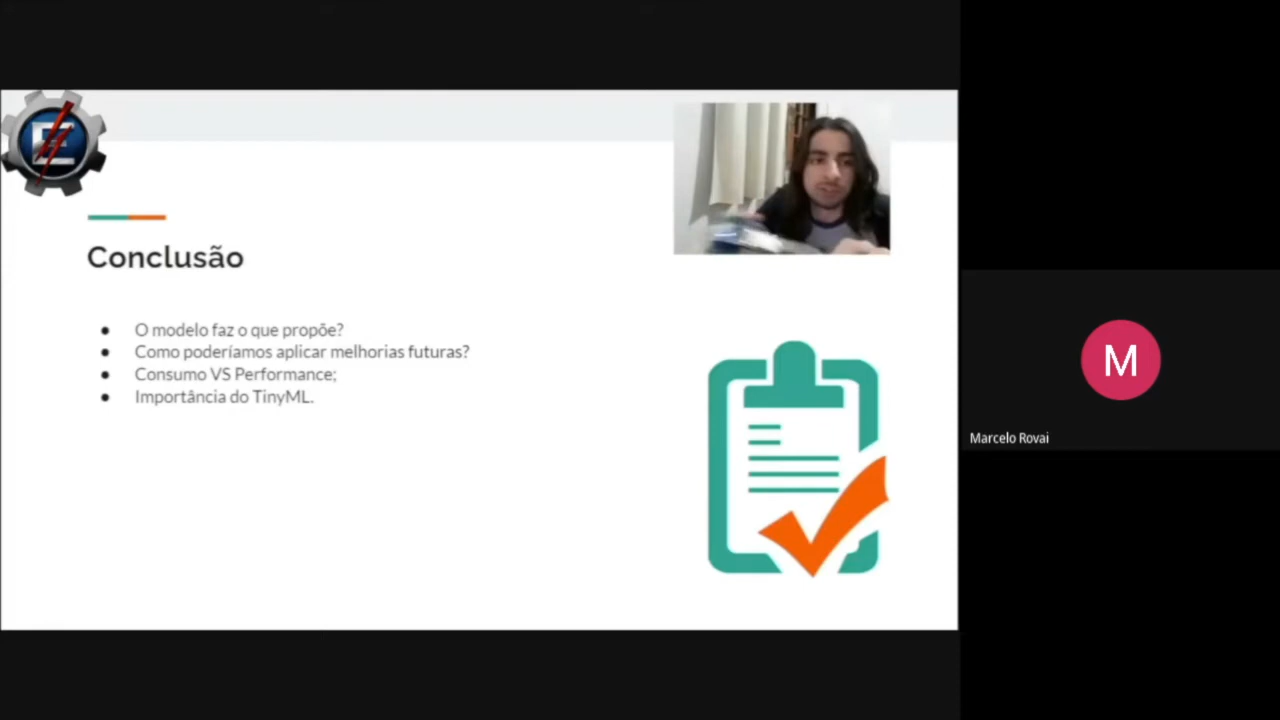 E
Conclusão
● O modelo faz o que propõe?
● Como poderíamos aplicar melhorias futuras?
● Consumo VS Performance;
● Importância do TinyML.
M
Marcelo Rovai